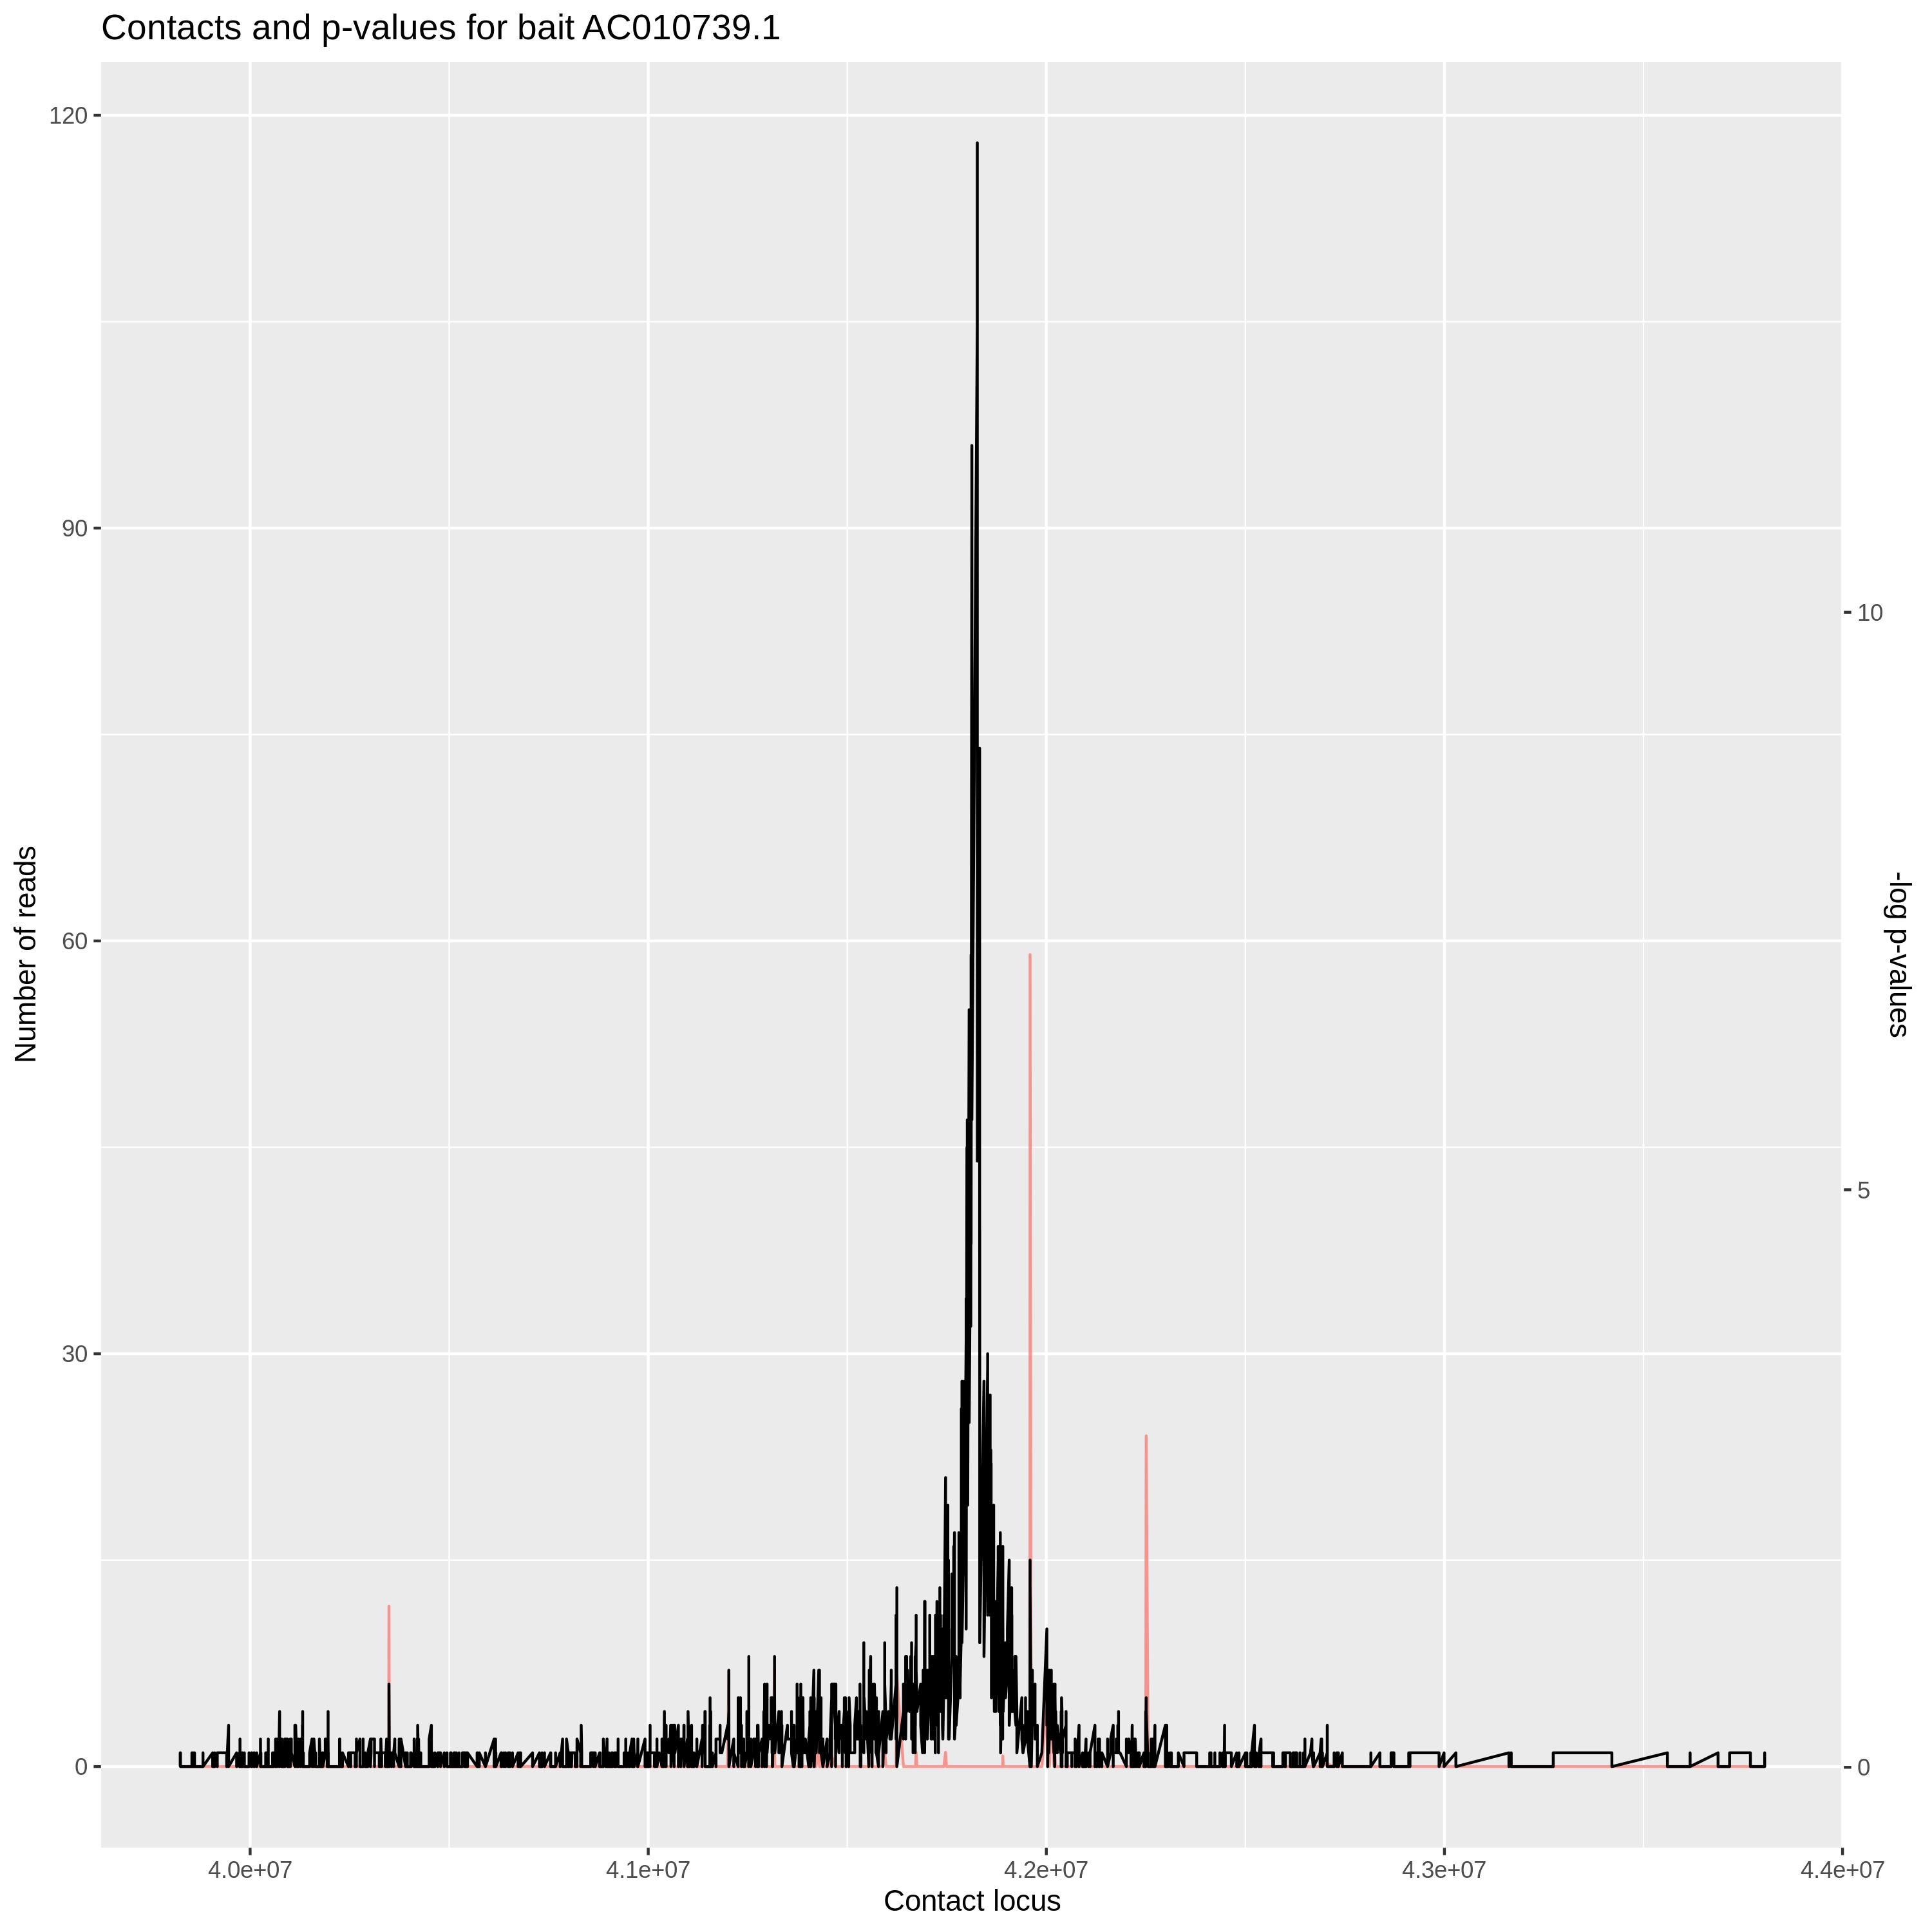 Contacts and p-values for bait AC010739.1
120
90
60
30
0
Number of reads
10
5
0
-log p-values
4.0e+07 4.1e+07 4.2e+07 4.3e+07 4.4e+07
Contact locus